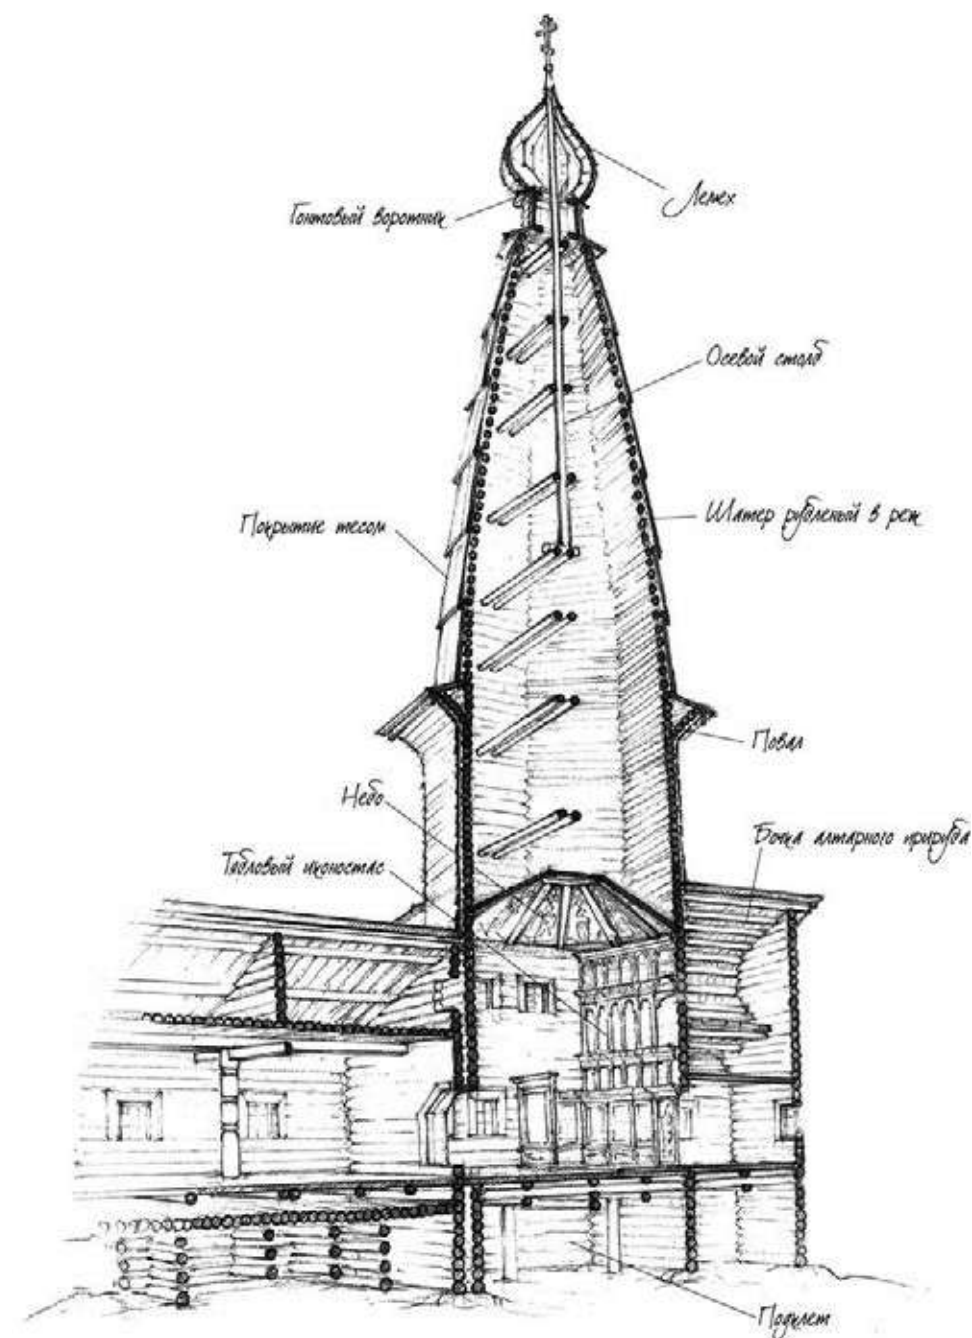 Лемех
Гонтовый воротник
Осевой столб
Шатер рубленый в реж
Покрытие тесом
Повал
Небо
Бочка алтарного прируба
Тябловый иконостас
Подклет